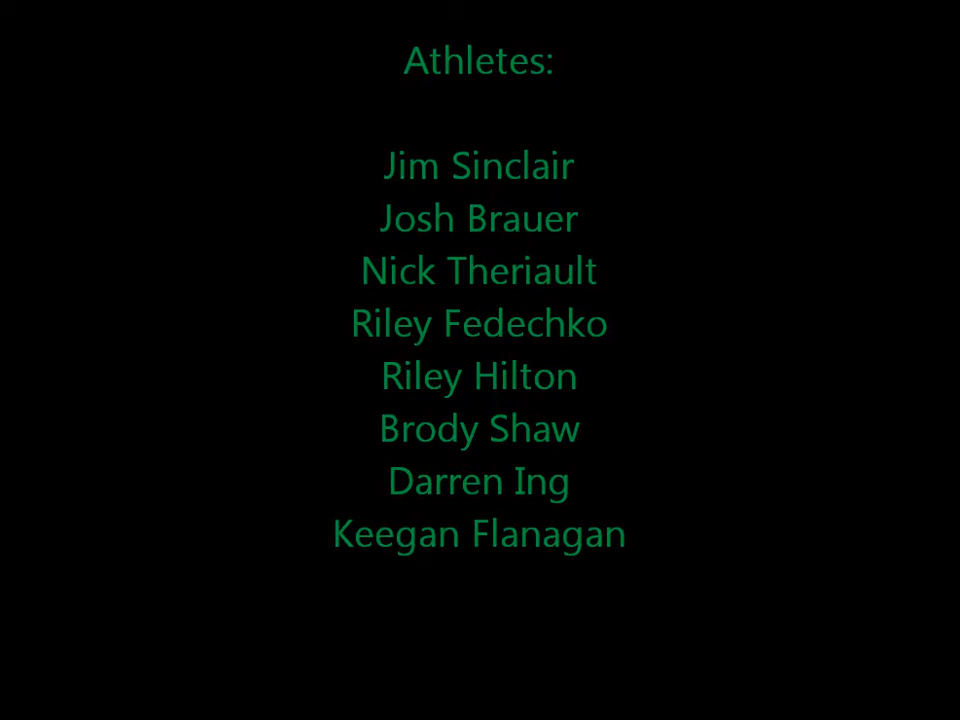 Athletes:
Jim Sinclair
Josh Brauer
Nick Theriault
Riley Fedechko
Riley Hilton
Brody Shaw
Darren Ing
Keegan Flanagan